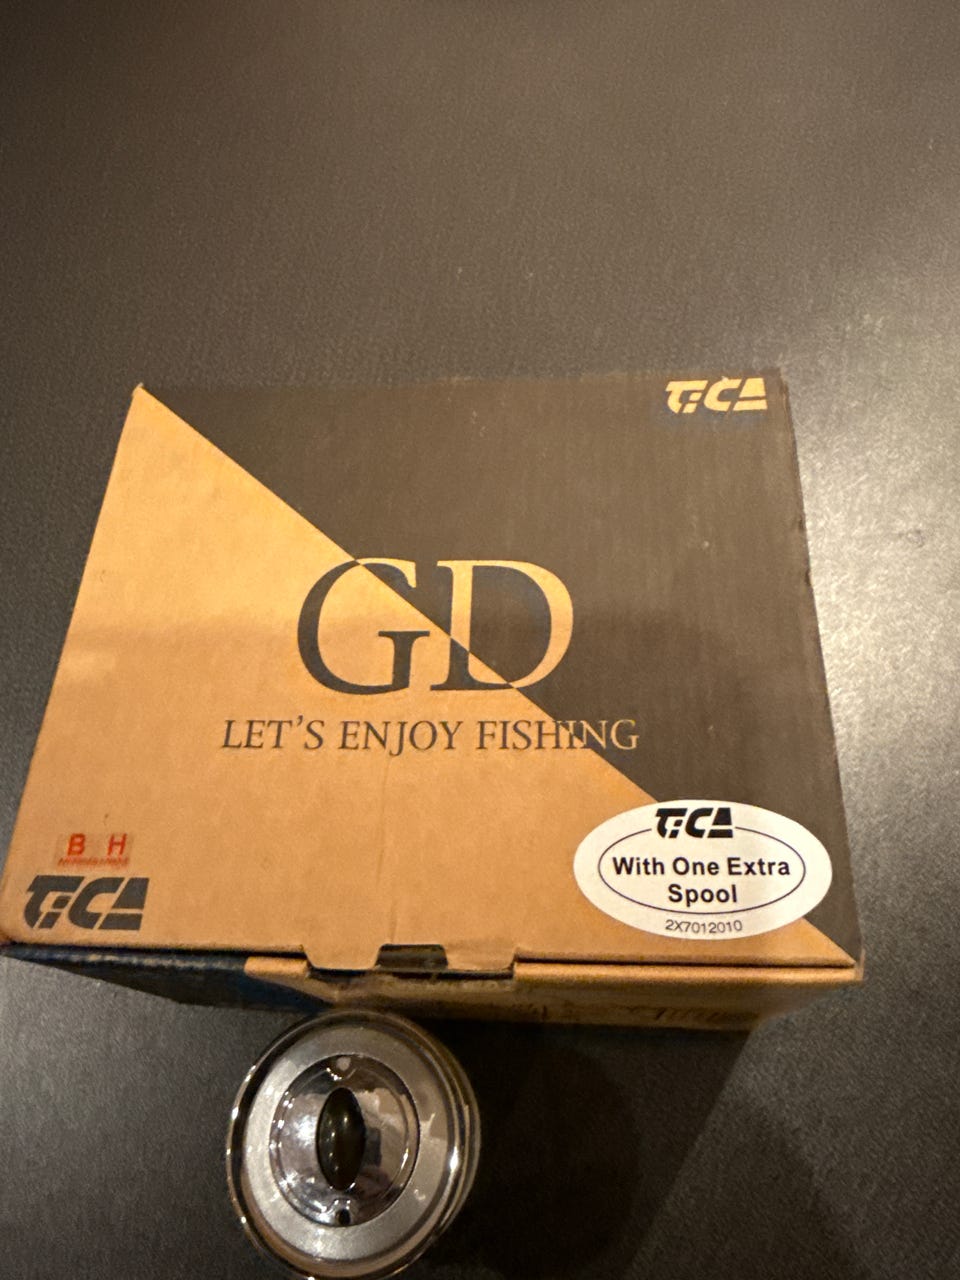 TiCA
GD
LET'S ENJOY FISHING
B H
TiCA
TiCA
With One Extra
Spool
2X7012010